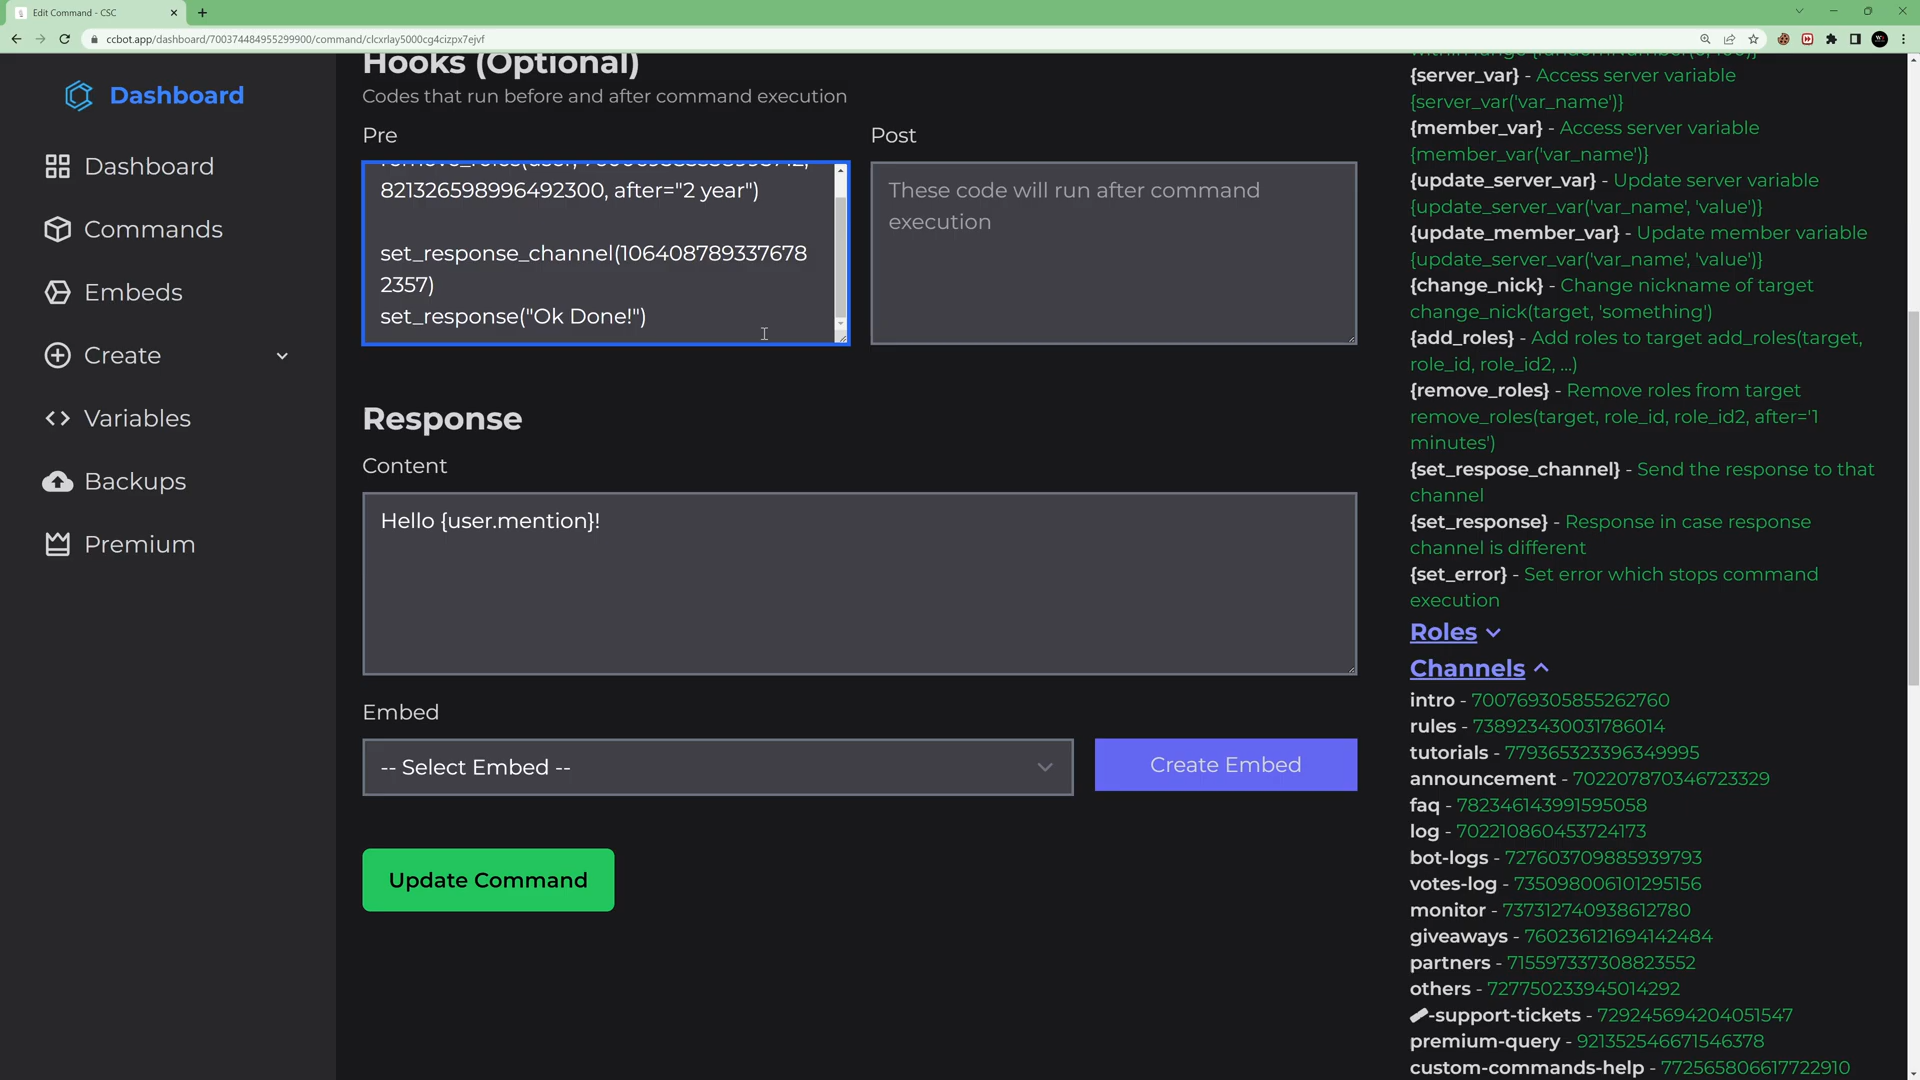 Edit Command - CSC
ccbot.app/dashboard/700374484955299900/command/clcxrlay5000cg4cizpx7ejvf
Dashboard
Dashboard
Commands
Embeds
Create
Variables
Backups
Premium
Hooks (Optional)
Codes that run before and after command execution
Pre
821326598996492300, after="2 year")
set_response_channel(106408789337678
2357)
set_response("Ok Done!")
Post
These code will run after command
execution
Response
Content
Hello {user.mention}!
Embed
-- Select Embed --
Create Embed
Update Command
{server_var} - Access server variable
{server_var('var_name')}
{member_var} - Access server variable
{member_var('var_name')}
{update_server_var} - Update server variable
{update_server_var('var_name', 'value')}
{update_member_var} - Update member variable
{update_server_var('var_name', 'value')}
{change_nick} - Change nickname of target
change_nick(target, 'something')
{add_roles} - Add roles to target add_roles(target,
role_id, role_id2, ...)
{remove_roles} - Remove roles from target
remove_roles(target, role_id, role_id2, after='1
minutes')
{set_respose_channel} - Send the response to that
channel
{set_response} - Response in case response
channel is different
{set_error} - Set error which stops command
execution
Roles
Channels
intro - 700769305855262760
rules - 738923430031786014
tutorials - 779365323396349995
announcement - 702207870346723329
faq - 782346143991595058
log - 702210860453724173
bot-logs - 727603709885939793
votes-log - 735098006101295156
monitor - 737312740938612780
giveaways - 760236121694142484
partners - 715597337308823552
others - 727750233945014292
-support-tickets - 729245694204051547
premium-query - 921352546671546378
custom-commands-help - 772565806617722910